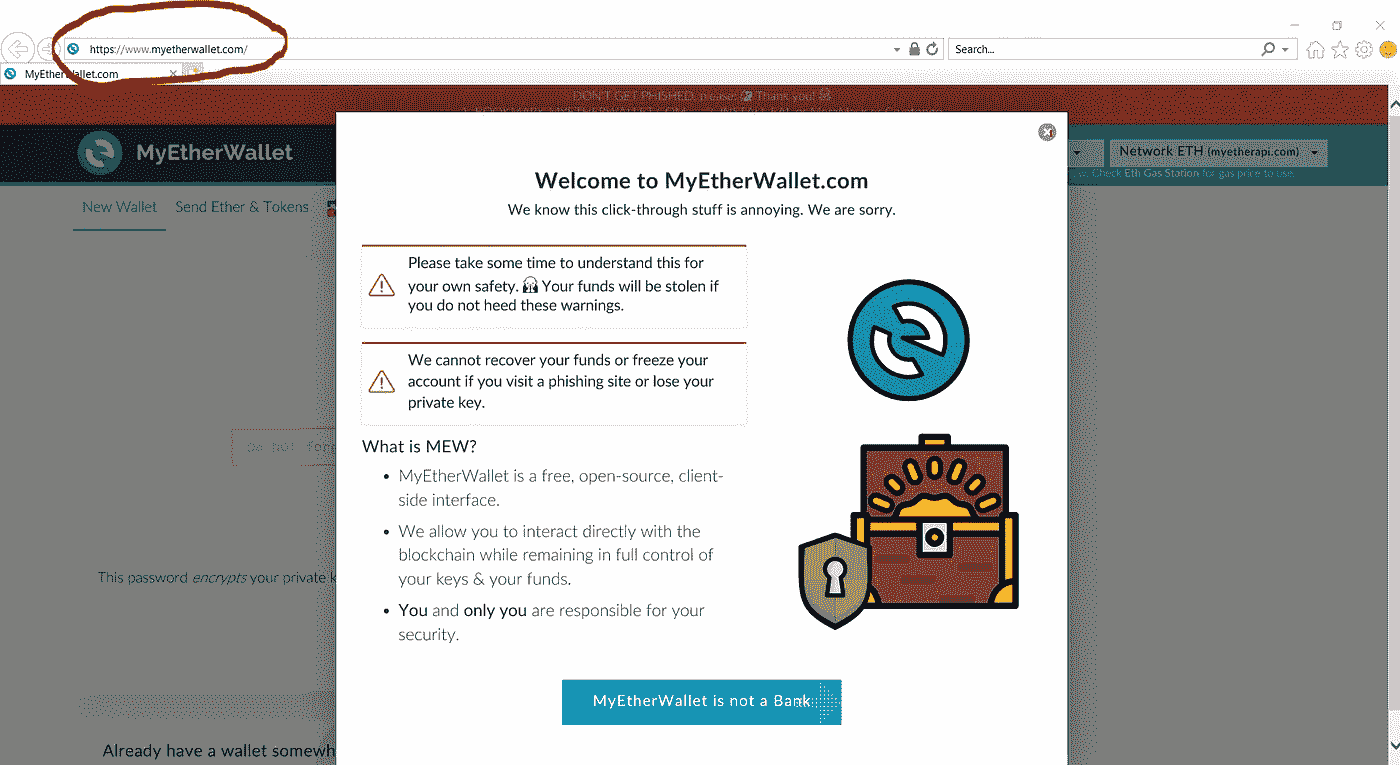 https://www.myetherwallet.com/
Search...
MyEtherWallet.com
DON'T GET PHISHED, please! Thank you!
MyEtherWallet
Network ETH (myetherapi.com)
Check Eth Gas Station for gas price to use.
New Wallet
Send Ether & Tokens
Welcome to MyEtherWallet.com
We know this click-through stuff is annoying. We are sorry.
Please take some time to understand this for
your own safety. Your funds will be stolen if
you do not heed these warnings.
We cannot recover your funds or freeze your
account if you visit a phishing site or lose your
private key.
What is MEW?
• MyEtherWallet is a free, open-source, client-
side interface.
• We allow you to interact directly with the
blockchain while remaining in full control of
your keys & your funds.
• You and only you are responsible for your
security.
Do not for
This password encrypts your private k
MyEtherWallet is not a Bank
Already have a wallet somewh